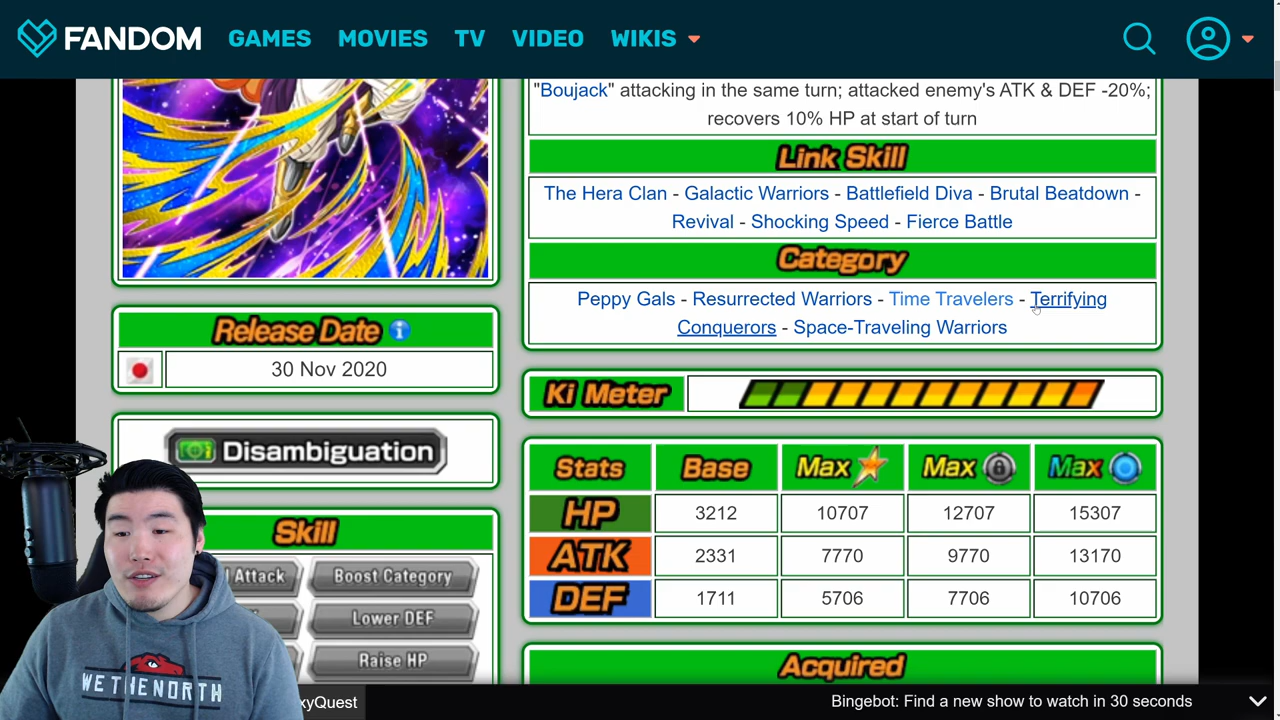 FANDOM GAMES MOVIES TV VIDEO WIKIS
"Boujack" attacking in the same turn; attacked enemy's ATK & DEF -20%;
recovers 10% HP at start of turn
Link Skill
The Hera Clan - Galactic Warriors - Battlefield Diva - Brutal Beatdown -
Revival - Shocking Speed - Fierce Battle
Category
Peppy Gals - Resurrected Warriors - Time Travelers - Terrifying
Conquerors - Space-Traveling Warriors
Release Date
30 Nov 2020
Disambiguation
Skill
Attack Boost Category
Lower DEF
Raise HP
Ki Meter
Stats Base Max Max Max
HP 3212 10707 12707 15307
ATK 2331 7770 9770 13170
DEF 1711 5706 7706 10706
Acquired
WE THE NORTH
xyQuest
Bingebot: Find a new show to watch in 30 seconds